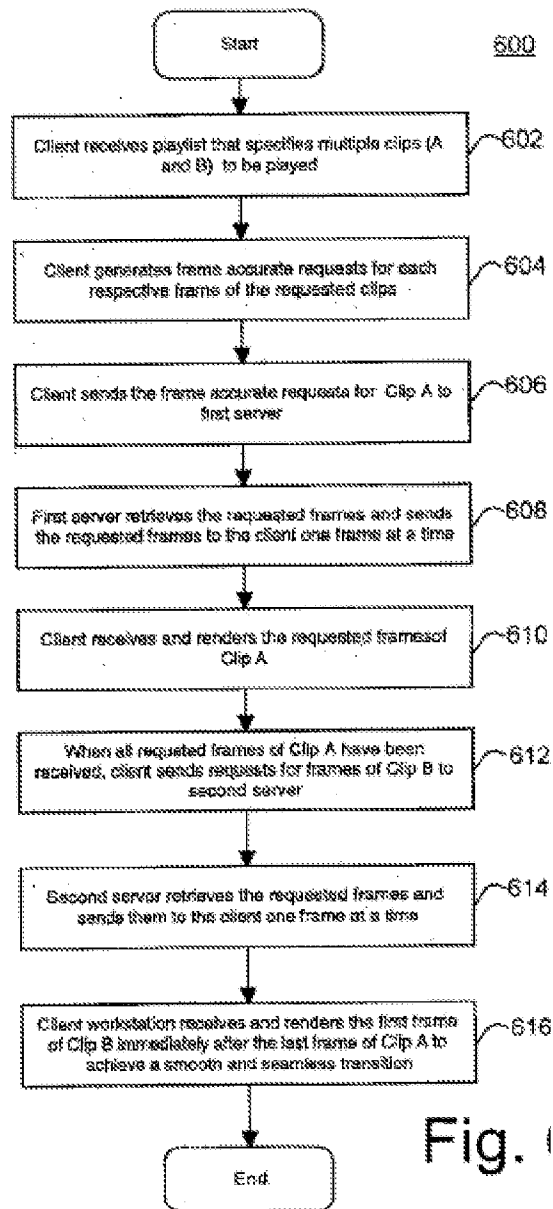 Start
600
Client receives playlist that specifies multiple clips (A
and B) to be played
602
Client generates frame accurate requests for each
respective frame of the requested clips
604
Client sends the frame accurate requests for Clip A to
first server
606
First server retrieves the requested frames and sends
the requested frames to the client one frame at a time
608
Client receives and renders the requested framesof
Clip A
610
When all requested frames of Clip A have been
received, client sends requests for frames of Clip B to
second server
612
Second server retrieves the requested frames and
sends them to the client one frame at a time
614
Client workstation receives and renders the first frame
of Clip B immediately after the last frame of Clip A to
achieve a smooth and seamless transition
616
End
Fig.